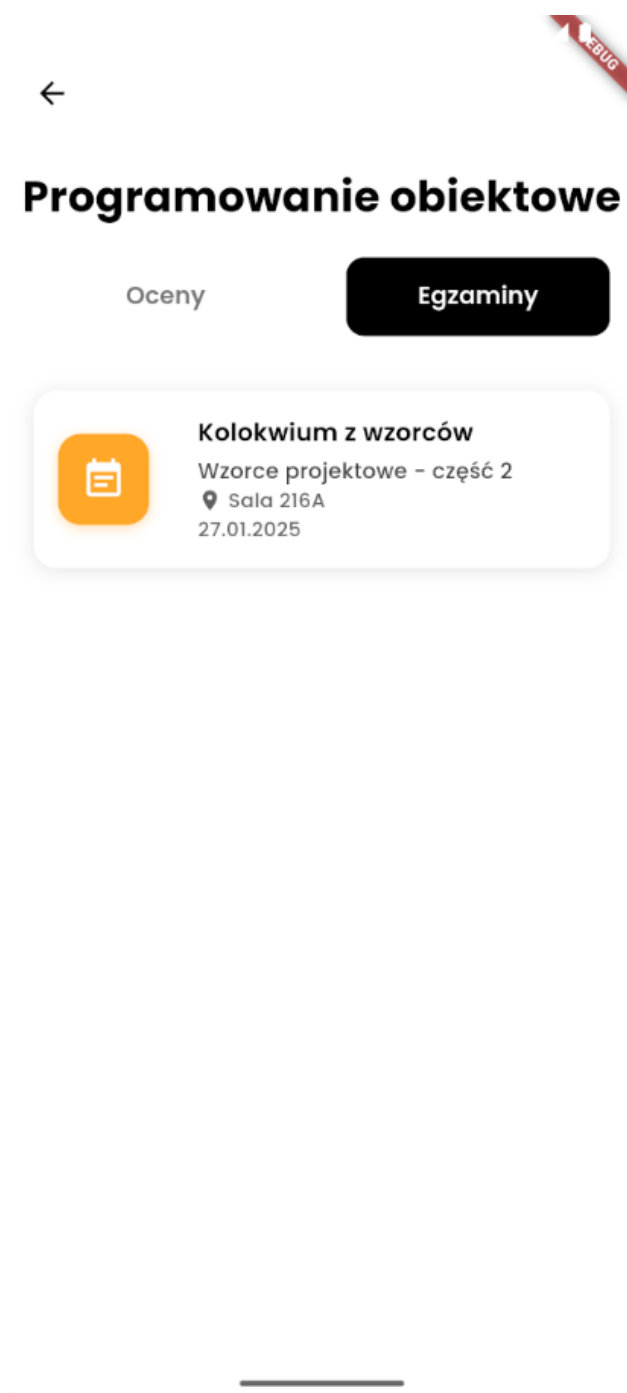 DEBUG
Programowanie obiektowe
Oceny
Egzaminy
Kolokwium z wzorców
Wzorce projektowe - część 2
Sala 216A
27.01.2025